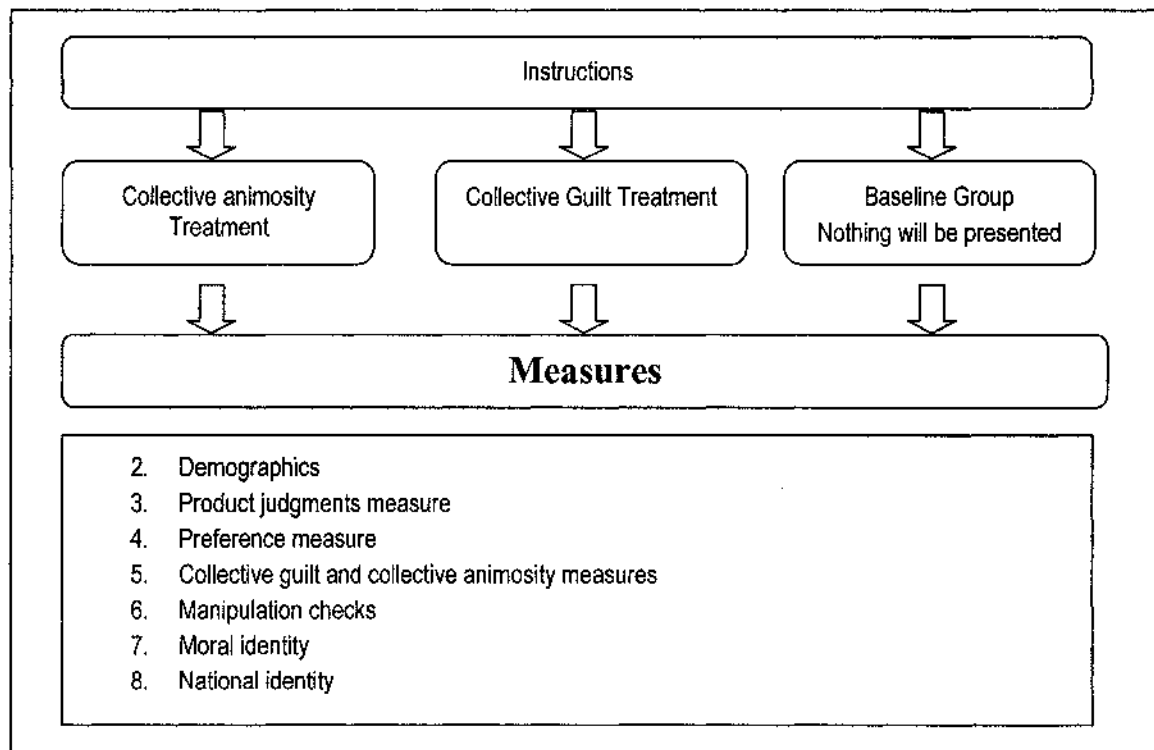 Instructions
Collective animosity
Treatment
Collective Guilt Treatment
Baseline Group
Nothing will be presented
Measures
2. Demographics
3. Product judgments measure
4. Preference measure
5. Collective guilt and collective animosity measures
6. Manipulation checks
7. Moral identity
8. National identity